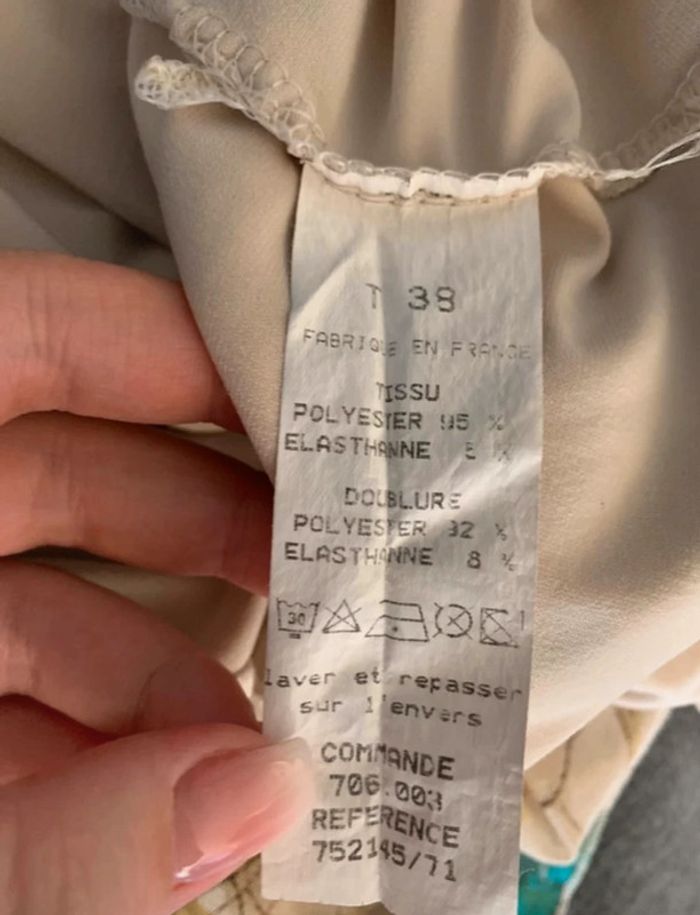 T 38
FABRIQUE EN FRANCE
TISSU
POLYESTER 95 %
ELASTHANNE 5 %
DOUBLURE
POLYESTER 92 %
ELASTHANNE 8 %
30
laver et repasser
sur l'envers
COMMANDE
706.003
REFERENCE
752145/71